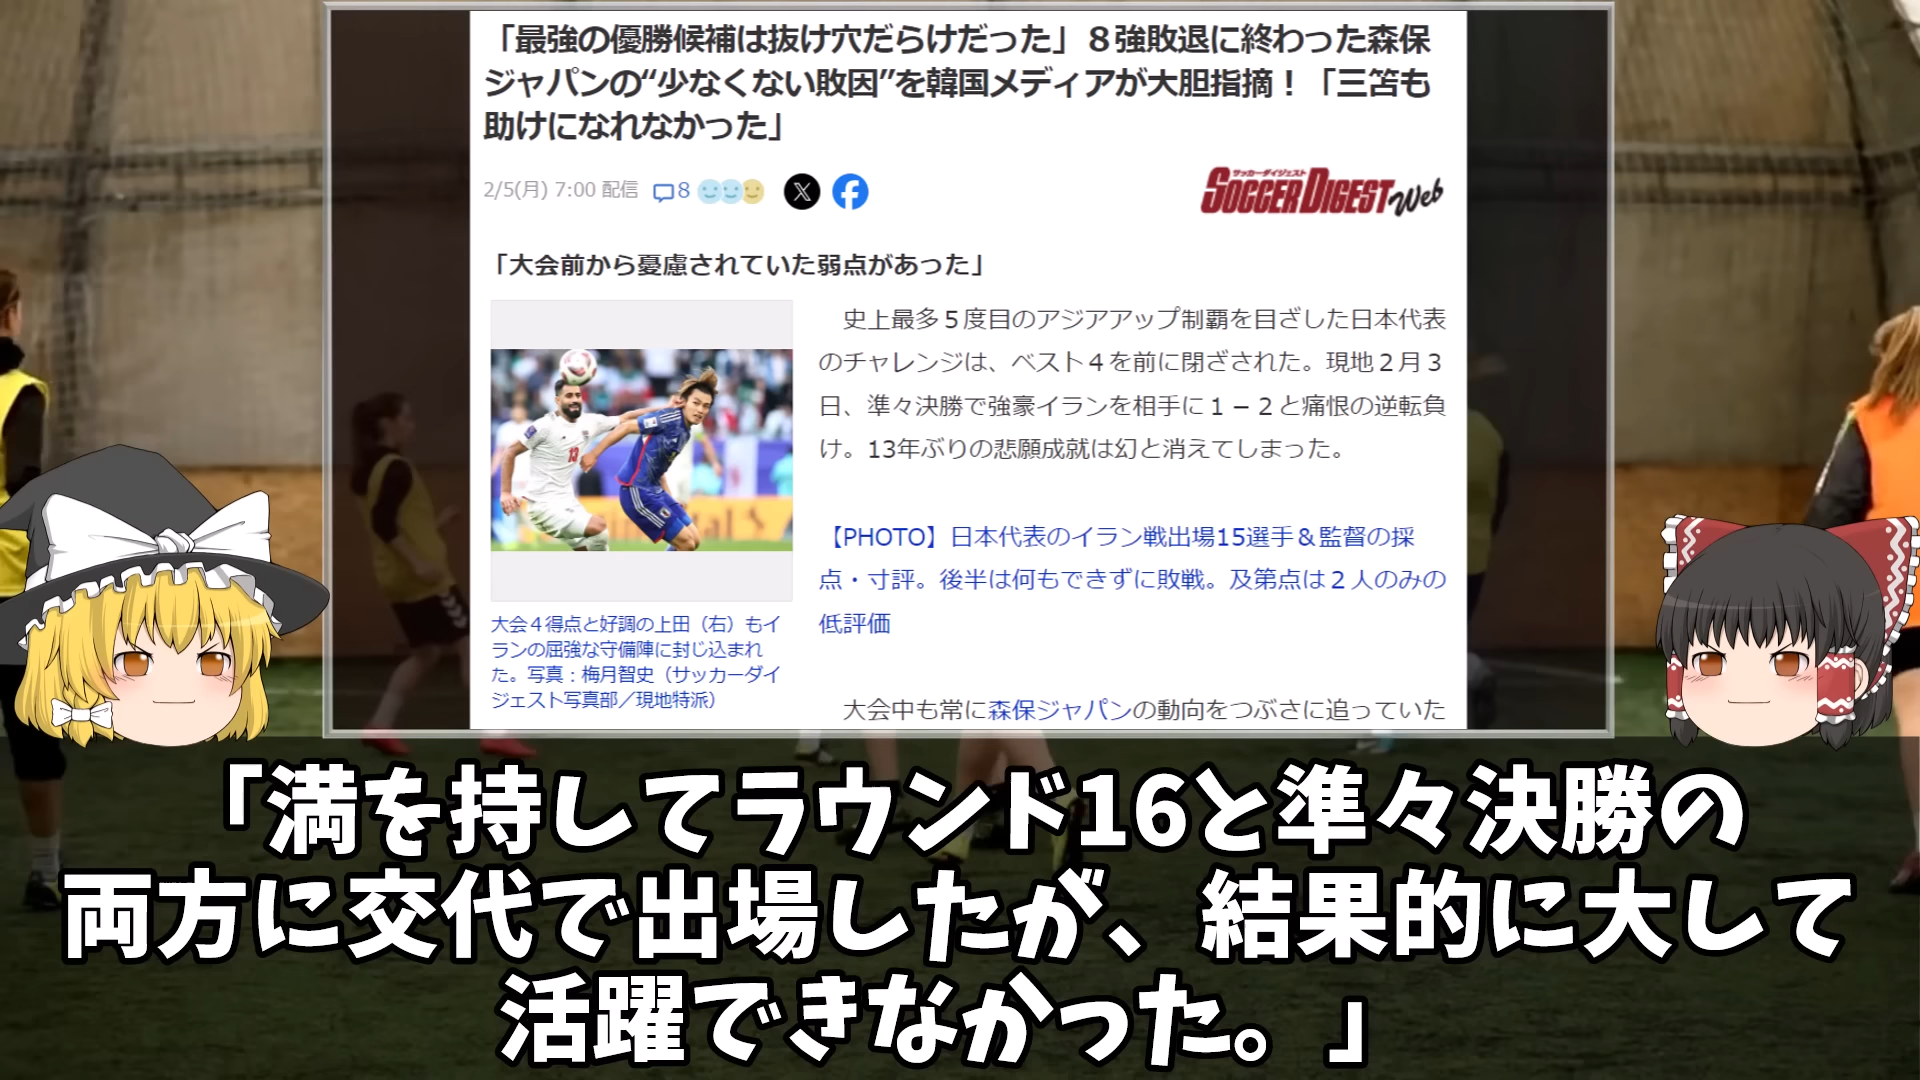 「最強の優勝候補は抜け穴だらけだった」８強敗退に終わった森保
ジャパンの“少なくない敗因”を韓国メディアが大胆指摘！「三笘も
助けになれなかった」
2/5(月) 7:00 配信
8
サッカーダイジェスト
SOCCER DIGEST Web
「大会前から憂慮されていた弱点があった」
史上最多５度目のアジアアップ制覇を目ざした日本代表
のチャレンジは、ベスト４を前に閉ざされた。現地２月３
日、準々決勝で強豪イランを相手に１－２と痛恨の逆転負
け。13年ぶりの悲願成就は幻と消えてしまった。
【PHOTO】日本代表のイラン戦出場15選手＆監督の採
点・寸評。後半は何もできずに敗戦。及第点は２人のみの
低評価
大会４得点と好調の上田（右）もイ
ランの屈強な守備陣に封じ込まれ
た。写真：梅月智史（サッカーダイ
ジェスト写真部／現地特派）
大会中も常に森保ジャパンの動向をつぶさに追っていた
「満を持してラウンド16と準々決勝の
両方に交代で出場したが、結果的に大して
活躍できなかった。」